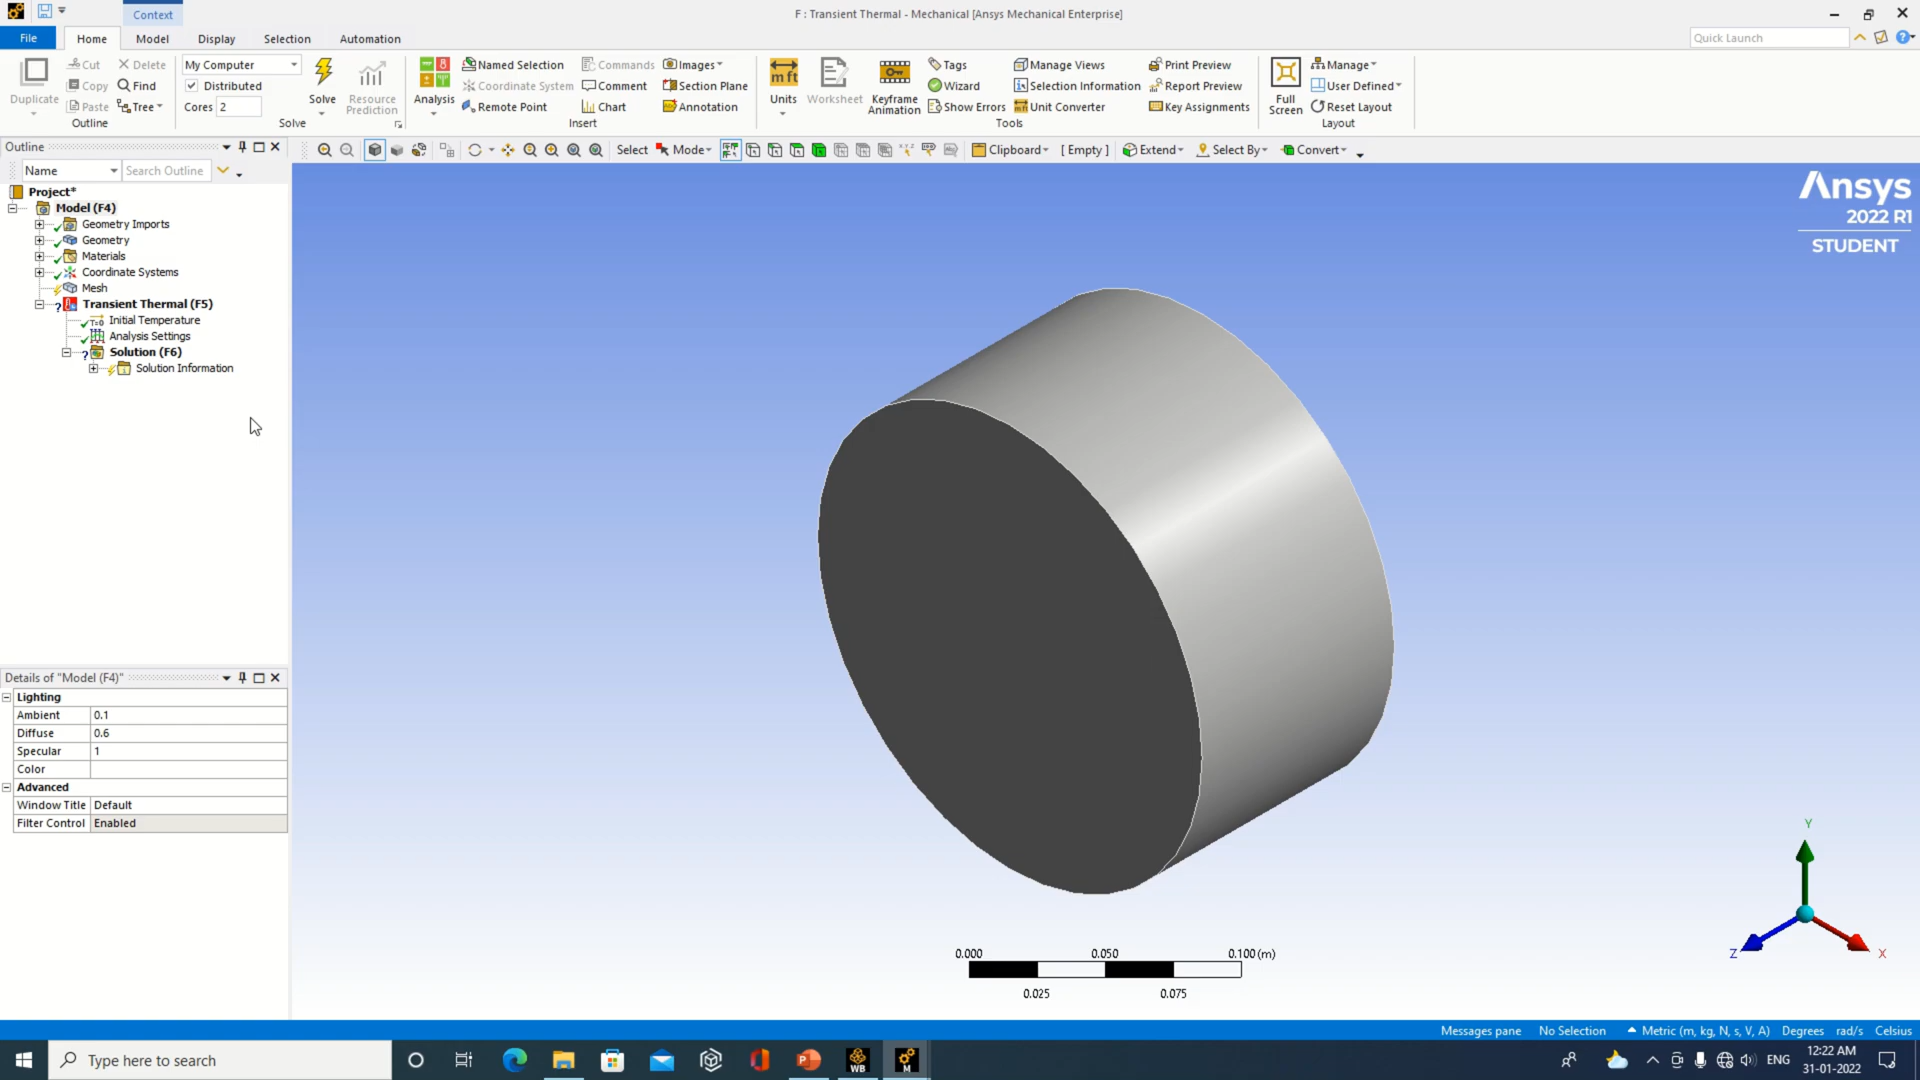 Context
F : Transient Thermal - Mechanical [Ansys Mechanical Enterprise]
File Home Model Display Selection Automation
Quick Launch
Duplicate
Cut
Copy
Paste
Delete
Find
Tree
Outline
My Computer
Distributed
Cores 2
Solve
Resource Prediction
Solve
Analysis
Named Selection
Coordinate System
Remote Point
Commands
Comment
Chart
Images
Section Plane
Annotation
Insert
m ft
Units
Worksheet
Keyframe Animation
Tags
Wizard
Show Errors
Manage Views
Selection Information
Unit Converter
Print Preview
Report Preview
Key Assignments
Tools
Full Screen
Manage
User Defined
Reset Layout
Layout
Outline
Name Search Outline
Select Mode Clipboard [ Empty ] Extend Select By Convert
Project*
Model (F4)
Geometry Imports
Geometry
Materials
Coordinate Systems
Mesh
Transient Thermal (F5)
Initial Temperature
Analysis Settings
Solution (F6)
Solution Information
Ansys
2022 R1
STUDENT
Details of "Model (F4)"
Lighting
Ambient 0.1
Diffuse 0.6
Specular 1
Color
Advanced
Window Title Default
Filter Control Enabled
Y
Z
X
0.000 0.050 0.100 (m)
0.025 0.075
Messages pane No Selection Metric (m, kg, N, s, V, A) Degrees rad/s Celsius
Type here to search
WB
M
ENG
12:22 AM
31-01-2022